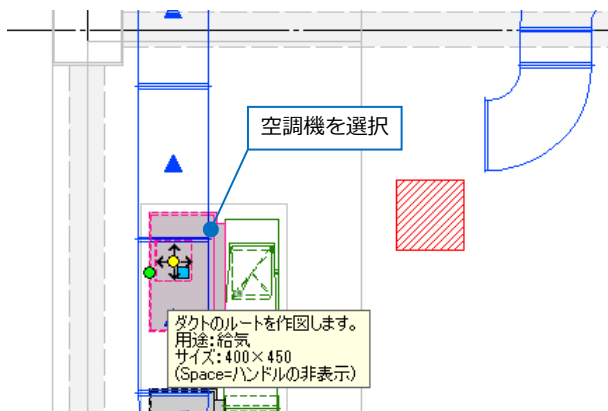 空調機を選択
ダクトのルートを作図します。
用途:給気
サイズ:400×450
(Space=ハンドルの非表示)